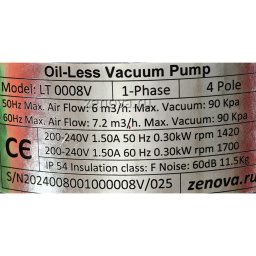 Oil-Less Vacuum Pump
Model: LT 0008V 1-Phase 4 Pole
50Hz Max. Air Flow: 6 m3/h. Max. Vacuum: 90 Kpa
60Hz Max. Air Flow: 7.2 m3/h. Max. Vacuum: 90 Kpa
CE 200-240V 1.50A 50 Hz 0.30kW rpm 1420
200-240V 1.50A 60 Hz 0.30kW rpm 1700
IP 54 Insulation class: F Noise: 60dB 11.5Kg
S/N2024008001000008V/025 zenova.ru